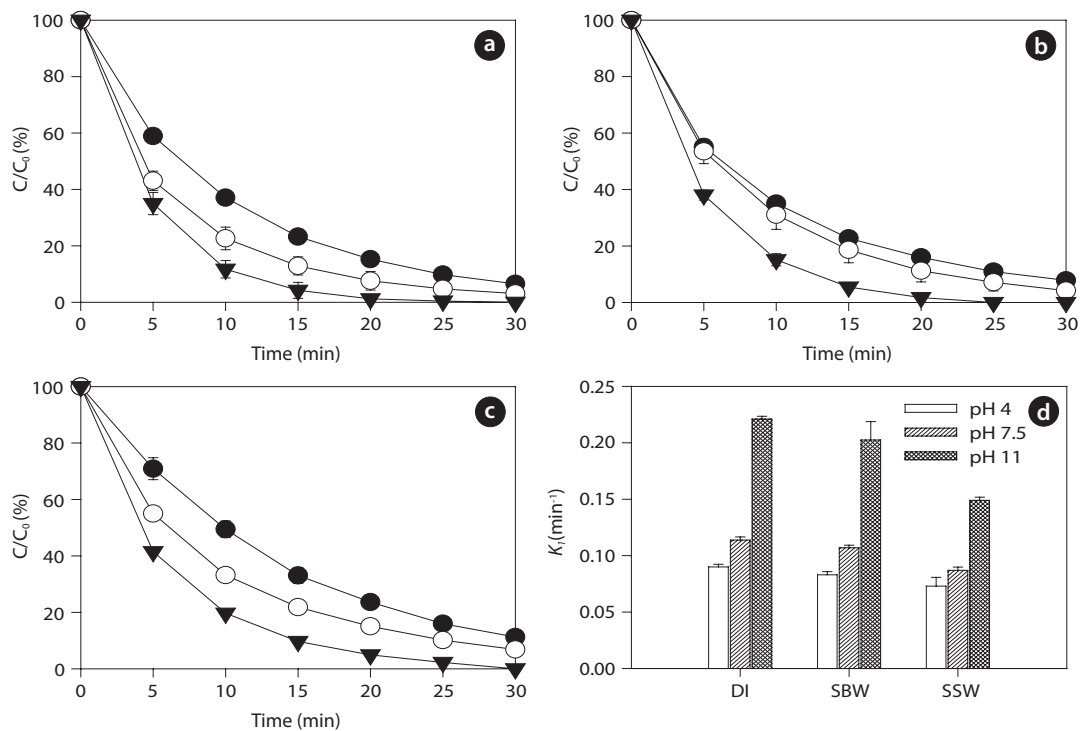 100
80
60
40
20
0
C/C₀ (%)
0 5 10 15 20 25 30
Time (min)
a
100
80
60
40
20
0
C/C₀ (%)
0 5 10 15 20 25 30
Time (min)
b
100
80
60
40
20
0
C/C₀ (%)
0 5 10 15 20 25 30
Time (min)
c
0.25
0.20
0.15
0.10
0.05
0.00
K₁(min⁻¹)
DI SBW SSW
pH 4
pH 7.5
pH 11
d